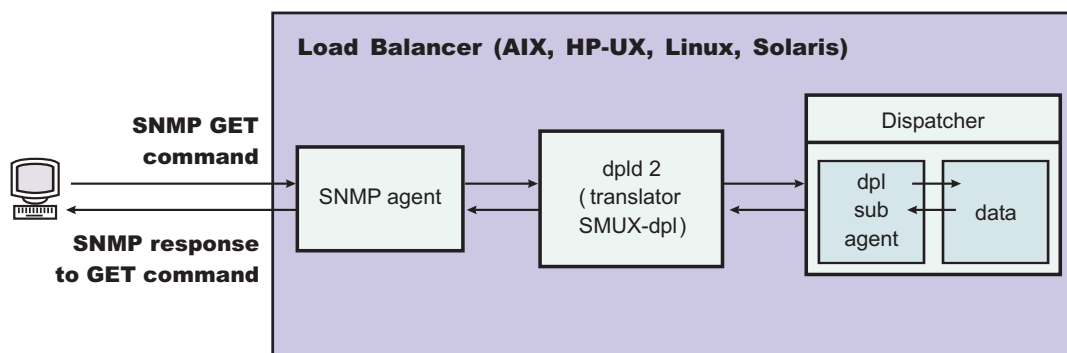 Load Balancer (AIX, HP-UX, Linux, Solaris)
SNMP GET
command
SNMP response
to GET command
SNMP agent
dpld 2
( translator
SMUX-dpl)
Dispatcher
dpl
sub
agent
data